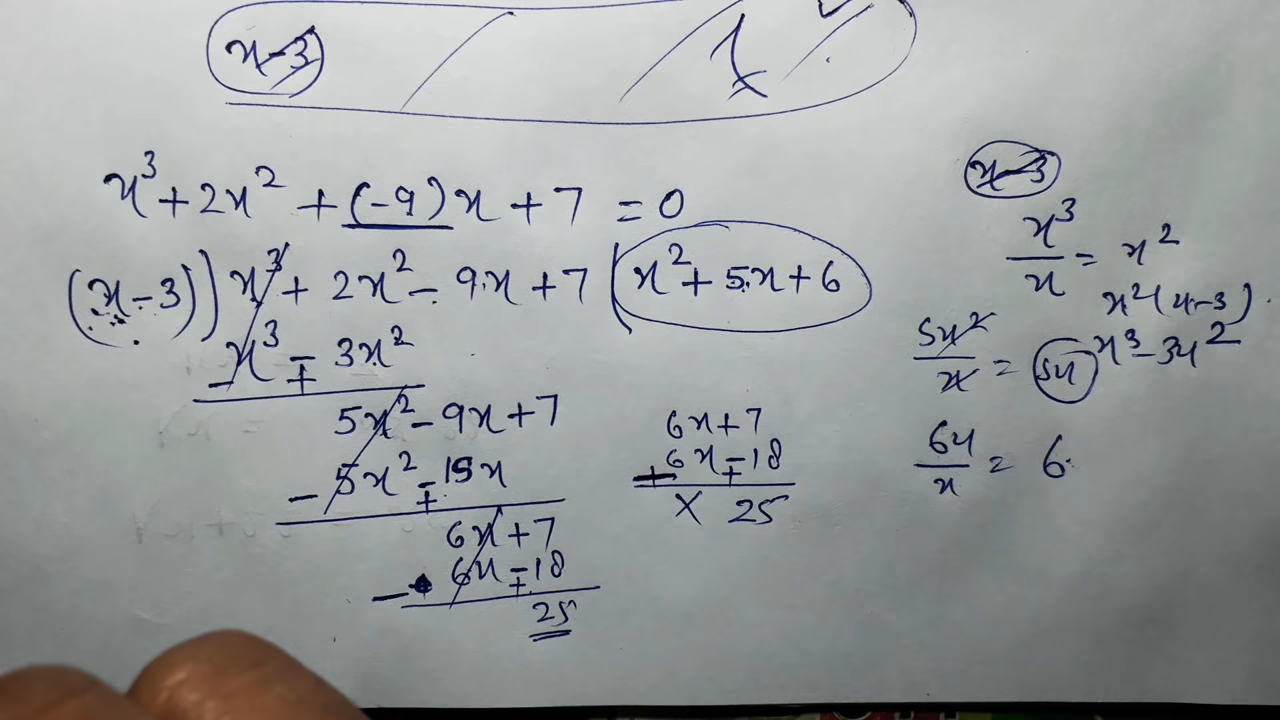 x-3
x³ + 2x² + (-9)x + 7 = 0
(x-3)) x³ + 2x² - 9x + 7 ( x² + 5x + 6
x³ - 3x²
- +
5x² - 9x + 7
5x² - 15x
- +
6x + 7
6x - 18
- +
25
6x + 7
6x - 18
+
x 25
x-3
x³/x = x²
x²(x-3)
x³ - 3x²
5x²/x = 5x
6x/x = 6